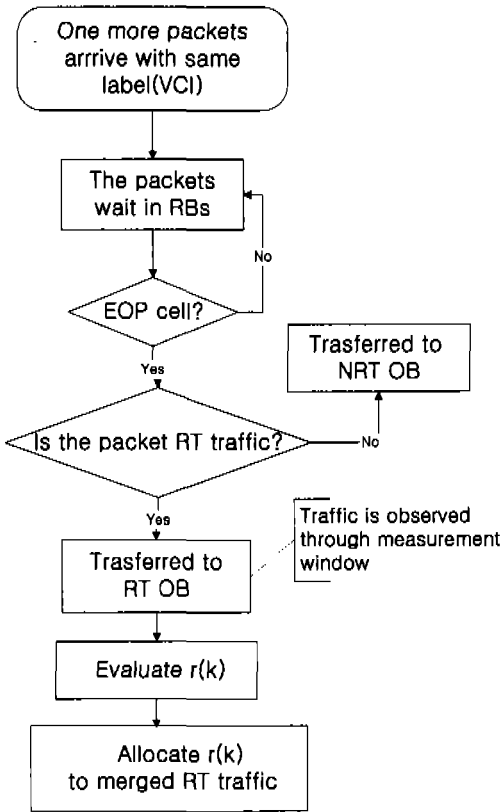 One more packets
arrrive with same
label(VCI)
The packets
wait in RBs
No
EOP cell?
Yes
Trasferred to
NRT OB
Is the packet RT traffic?
No
Yes
Traffic is observed
through measurement
window
Trasferred to
RT OB
Evaluate r(k)
Allocate r(k)
to merged RT traffic